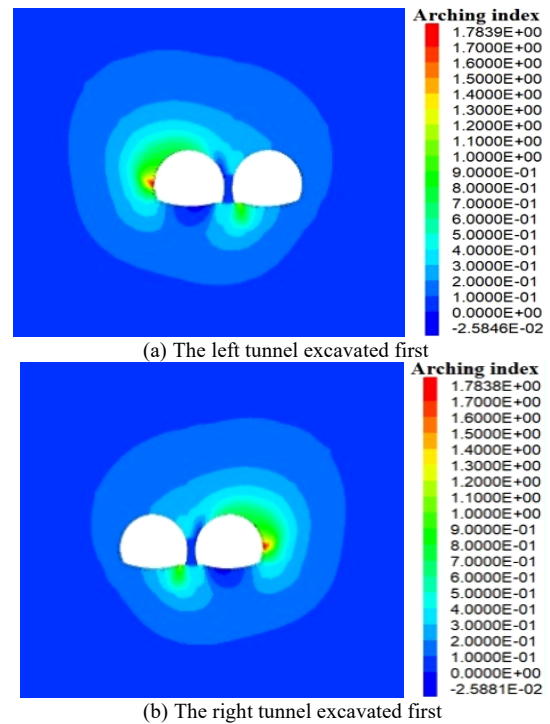 Arching index
1.7839E+00
1.7000E+00
1.6000E+00
1.5000E+00
1.4000E+00
1.3000E+00
1.2000E+00
1.1000E+00
1.0000E+00
9.0000E-01
8.0000E-01
7.0000E-01
6.0000E-01
5.0000E-01
4.0000E-01
3.0000E-01
2.0000E-01
1.0000E-01
0.0000E+00
-2.5846E-02
(a) The left tunnel excavated first
Arching index
1.7838E+00
1.7000E+00
1.6000E+00
1.5000E+00
1.4000E+00
1.3000E+00
1.2000E+00
1.1000E+00
1.0000E+00
9.0000E-01
8.0000E-01
7.0000E-01
6.0000E-01
5.0000E-01
4.0000E-01
3.0000E-01
2.0000E-01
1.0000E-01
0.0000E+00
-2.5881E-02
(b) The right tunnel excavated first